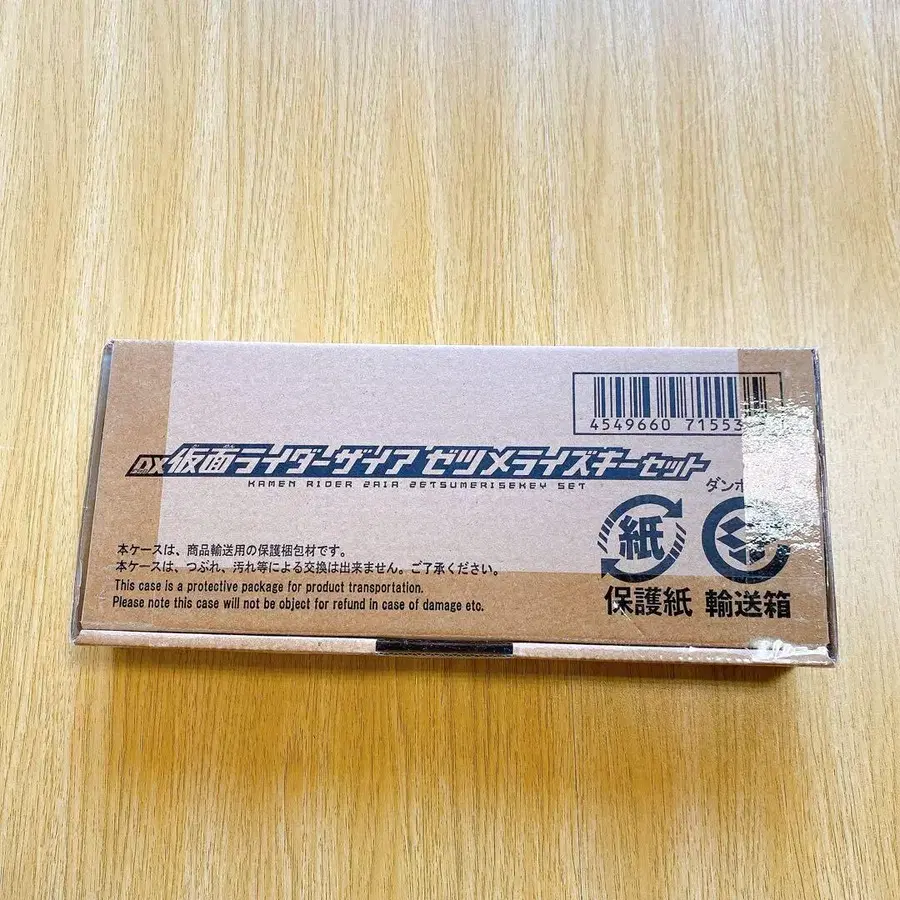 4549660 71553
DX仮面ライダーザイア ゼツメライズキーセット
KAMEN RIDER ZAIA ZETSUMERISEKEY SET
ダンボ
紙
本ケースは、商品輸送用の保護梱包材です。
本ケースは、つぶれ、汚れ等による交換は出来ません。ご了承ください。
This case is a protective package for product transportation.
Please note this case will not be object for refund in case of damage etc.
保護紙 輸送箱